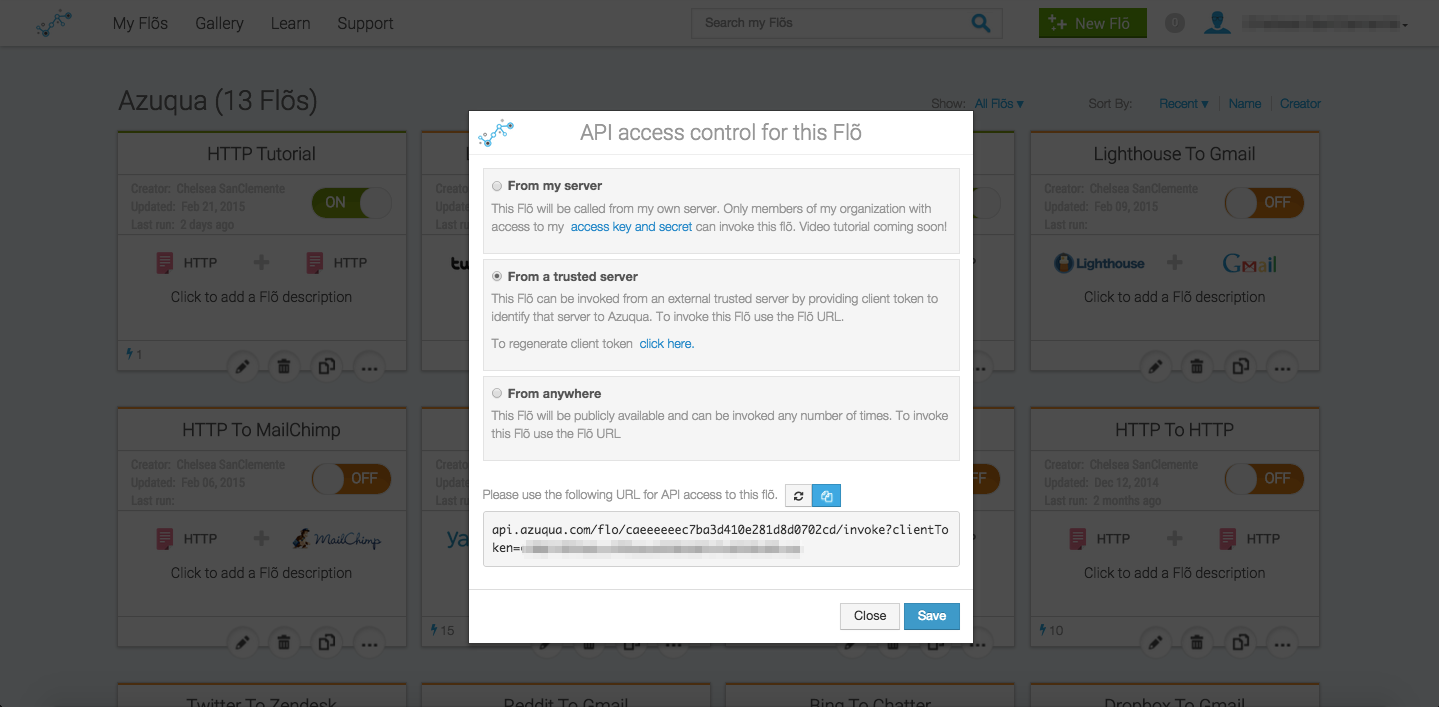 My Flõs Gallery Learn Support Search my Flõs New Flõ 0
Azuqua (13 Flõs)
Show: All Flõs ▾ Sort By: Recent ▾ Name Creator
HTTP Tutorial
Creator: Chelsea SanClemente
Updated: Feb 21, 2015
Last run: 2 days ago
ON
HTTP + HTTP
Click to add a Flõ description
1
Lighthouse To Gmail
Creator: Chelsea SanClemente
Updated: Feb 09, 2015
Last run:
OFF
Lighthouse + Gmail
Click to add a Flõ description
API access control for this Flõ
From my server
This Flõ will be called from my own server. Only members of my organization with
access to my access key and secret can invoke this flõ. Video tutorial coming soon!
From a trusted server
This Flõ can be invoked from an external trusted server by providing client token to
identify that server to Azuqua. To invoke this Flõ use the Flõ URL.
To regenerate client token click here.
From anywhere
This Flõ will be publicly available and can be invoked any number of times. To invoke
this Flõ use the Flõ URL
Please use the following URL for API access to this flõ.
api.azuqua.com/flo/caeeeeeec7ba3d410e281d8d0702cd/invoke?clientTo
ken=
Close Save
HTTP To MailChimp
Creator: Chelsea SanClemente
Updated: Feb 06, 2015
Last run:
OFF
HTTP + MailChimp
Click to add a Flõ description
15
HTTP To HTTP
Creator: Chelsea SanClemente
Updated: Dec 12, 2014
Last run: 2 months ago
OFF
HTTP + HTTP
Click to add a Flõ description
10
Twitter To Zendesk Reddit To Gmail Bing To Chatter Dropbox To Gmail